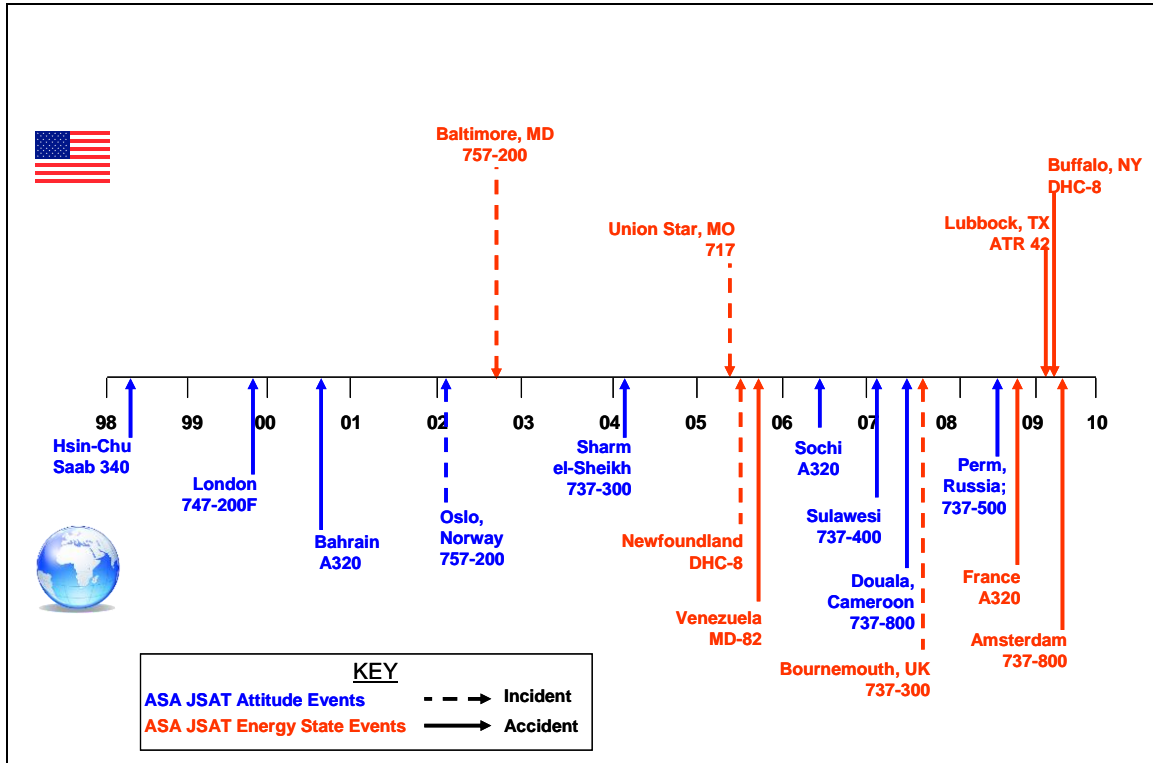 Baltimore, MD
757-200
Union Star, MO
717
Lubbock, TX
ATR 42
Buffalo, NY
DHC-8
98 99 00 01 02 03 04 05 06 07 08 09 10
Hsin-Chu
Saab 340
London
747-200F
Bahrain
A320
Oslo,
Norway
757-200
Sharm
el-Sheikh
737-300
Newfoundland
DHC-8
Venezuela
MD-82
Sochi
A320
Sulawesi
737-400
Douala,
Cameroon
737-800
Bournemouth, UK
737-300
Perm,
Russia;
737-500
France
A320
Amsterdam
737-800
KEY
ASA JSAT Attitude Events
Incident
ASA JSAT Energy State Events
Accident